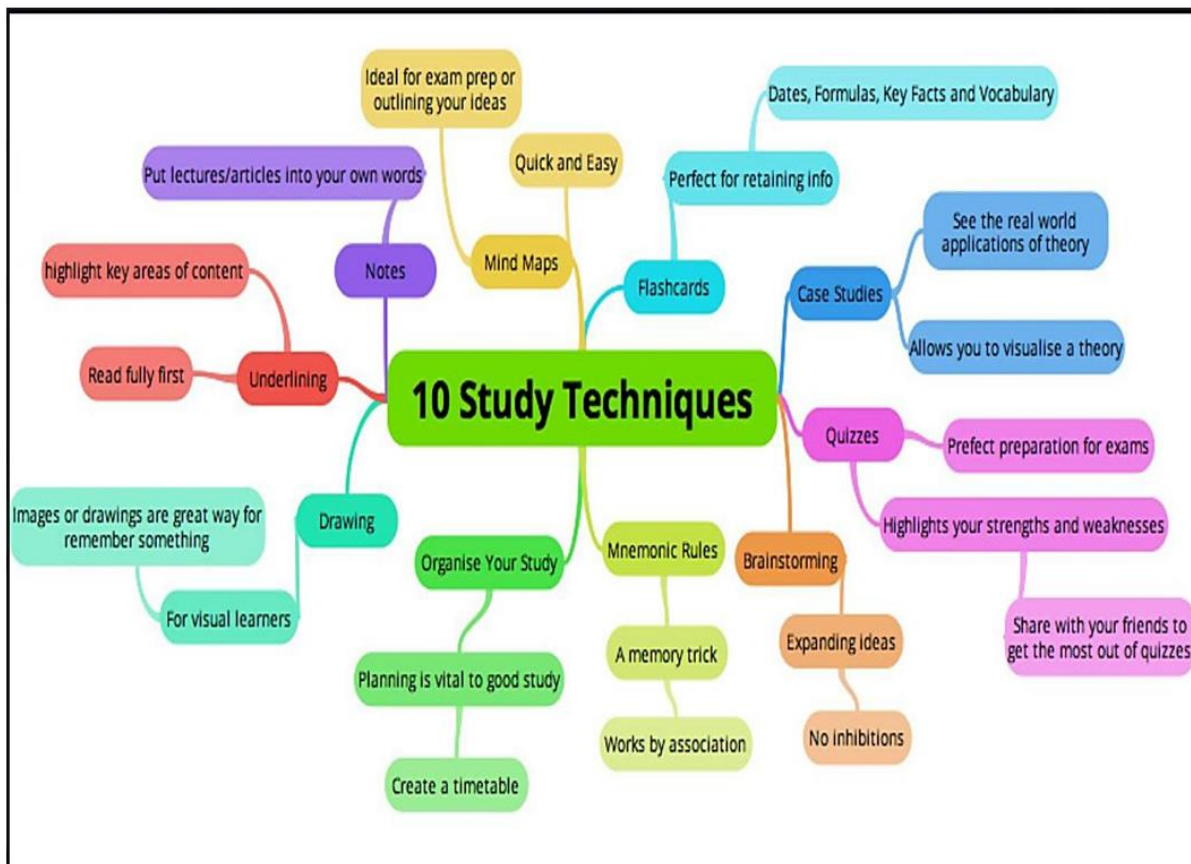 Ideal for exam prep or
outlining your ideas
Dates, Formulas, Key Facts and Vocabulary
Put lectures/articles into your own words
Quick and Easy
Perfect for retaining info
See the real world
applications of theory
highlight key areas of content
Notes
Mind Maps
Flashcards
Case Studies
Allows you to visualise a theory
Read fully first
Underlining
10 Study Techniques
Quizzes
Prefect preparation for exams
Images or drawings are great way for
remember something
Drawing
Highlights your strengths and weaknesses
Organise Your Study
Mnemonic Rules
Brainstorming
For visual learners
Expanding ideas
Share with your friends to
get the most out of quizzes
Planning is vital to good study
A memory trick
Create a timetable
Works by association
No inhibitions